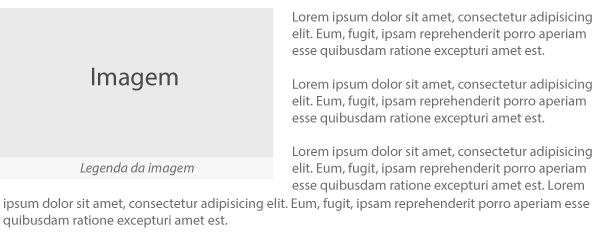 Imagem
Legenda da imagem
Lorem ipsum dolor sit amet, consectetur adipisicing
elit. Eum, fugit, ipsam reprehenderit porro aperiam
esse quibusdam ratione excepturi amet est.
Lorem ipsum dolor sit amet, consectetur adipisicing
elit. Eum, fugit, ipsam reprehenderit porro aperiam
esse quibusdam ratione excepturi amet est.
Lorem ipsum dolor sit amet, consectetur adipisicing
elit. Eum, fugit, ipsam reprehenderit porro aperiam
esse quibusdam ratione excepturi amet est. Lorem
ipsum dolor sit amet, consectetur adipisicing elit. Eum, fugit, ipsam reprehenderit porro aperiam esse
quibusdam ratione excepturi amet est.